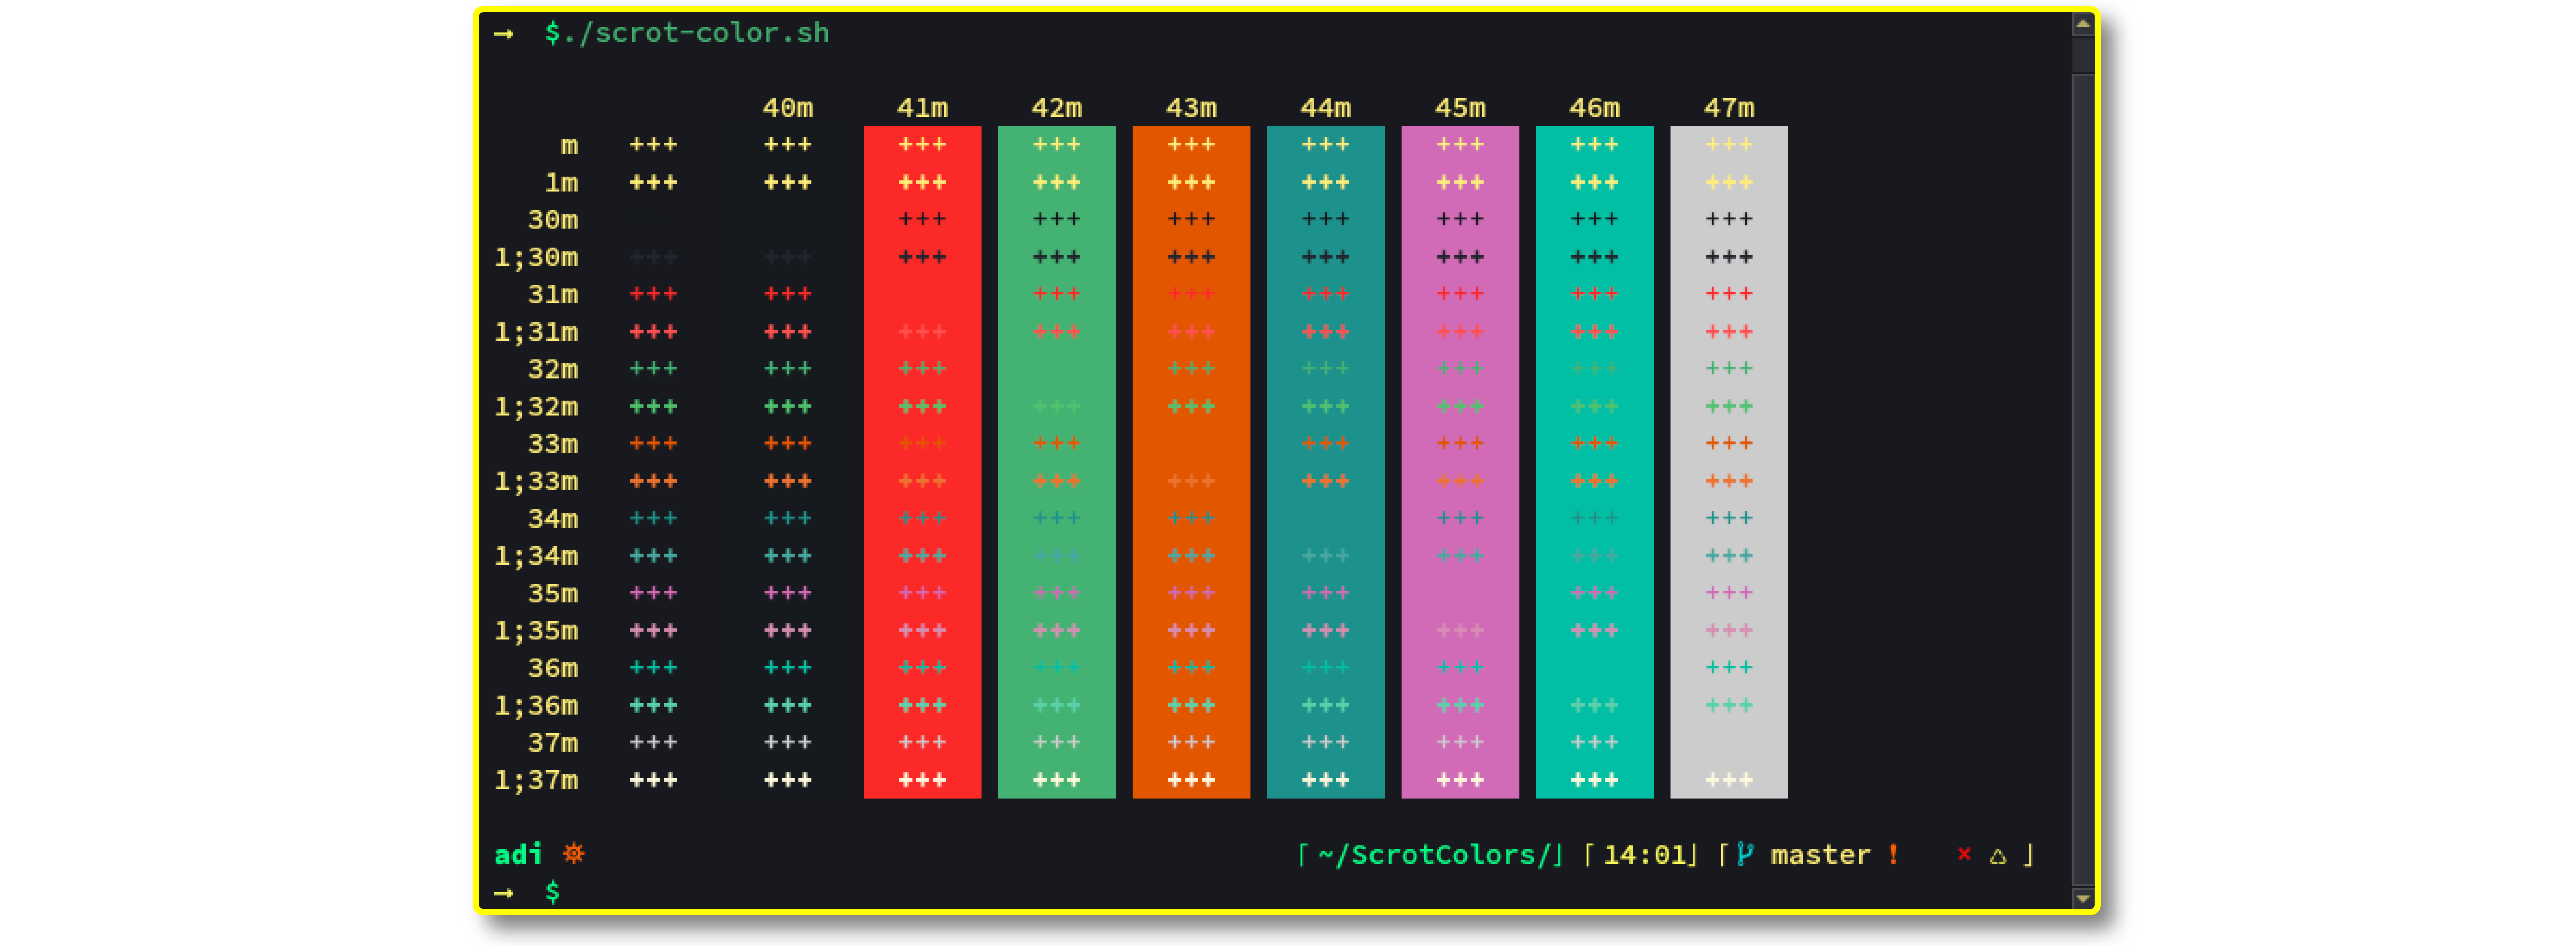 → $./scrot-color.sh
40m 41m 42m 43m 44m 45m 46m 47m
m +++ +++ +++ +++ +++ +++ +++ +++ +++
1m +++ +++ +++ +++ +++ +++ +++ +++ +++
30m +++ +++ +++ +++ +++ +++ +++
1;30m +++ +++ +++ +++ +++ +++ +++ +++ +++
31m +++ +++ +++ +++ +++ +++ +++ +++
1;31m +++ +++ +++ +++ +++ +++ +++ +++ +++
32m +++ +++ +++ +++ +++ +++ +++ +++
1;32m +++ +++ +++ +++ +++ +++ +++ +++ +++
33m +++ +++ +++ +++ +++ +++ +++ +++
1;33m +++ +++ +++ +++ +++ +++ +++ +++ +++
34m +++ +++ +++ +++ +++ +++ +++ +++
1;34m +++ +++ +++ +++ +++ +++ +++ +++ +++
35m +++ +++ +++ +++ +++ +++ +++ +++
1;35m +++ +++ +++ +++ +++ +++ +++ +++ +++
36m +++ +++ +++ +++ +++ +++ +++ +++
1;36m +++ +++ +++ +++ +++ +++ +++ +++ +++
37m +++ +++ +++ +++ +++ +++ +++ +++
1;37m +++ +++ +++ +++ +++ +++ +++ +++ +++
adi ⎈ ⌈~/ScrotColors/⌋⌈14:01⌋⌈ master ! × ♺ ⌋
→ $